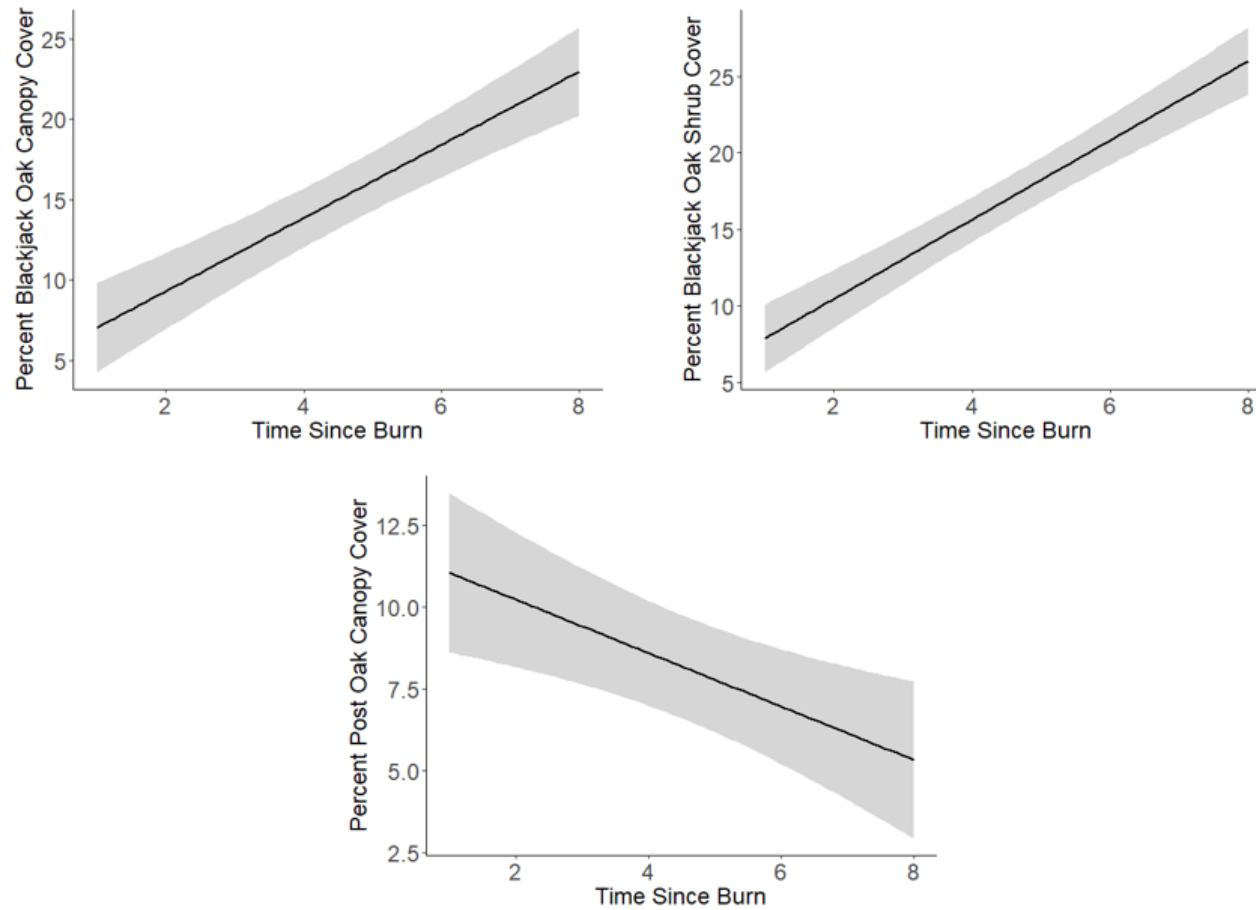 Percent Blackjack Oak Canopy Cover
25
20
15
10
5
2 4 6 8
Time Since Burn
Percent Blackjack Oak Shrub Cover
25
20
15
10
5
2 4 6 8
Time Since Burn
Percent Post Oak Canopy Cover
12.5
10.0
7.5
5.0
2.5
2 4 6 8
Time Since Burn